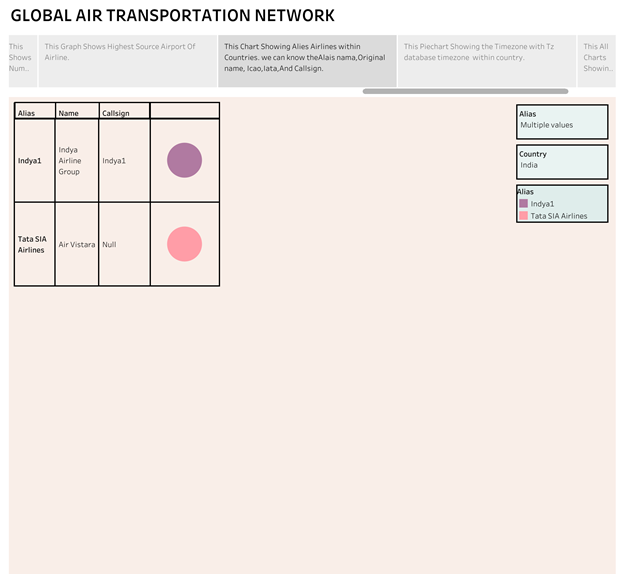 GLOBAL AIR TRANSPORTATION NETWORK
This
Shows
Num..
This Graph Shows Highest Source Airport Of
Airline.
This Chart Showing Alies Airlines within
Countries. we can know theAlais nama,Original
name, Icao,Iata,And Callsign.
This Piechart Showing the Timezone with Tz
database timezone within country.
This All
Charts
Showin..
Alias Name Callsign
Indya1
Indya
Airline
Group
Indya1
Tata SIA
Airlines
Air Vistara
Null
Alias
Multiple values
Country
India
Alias
Indya1
Tata SIA Airlines